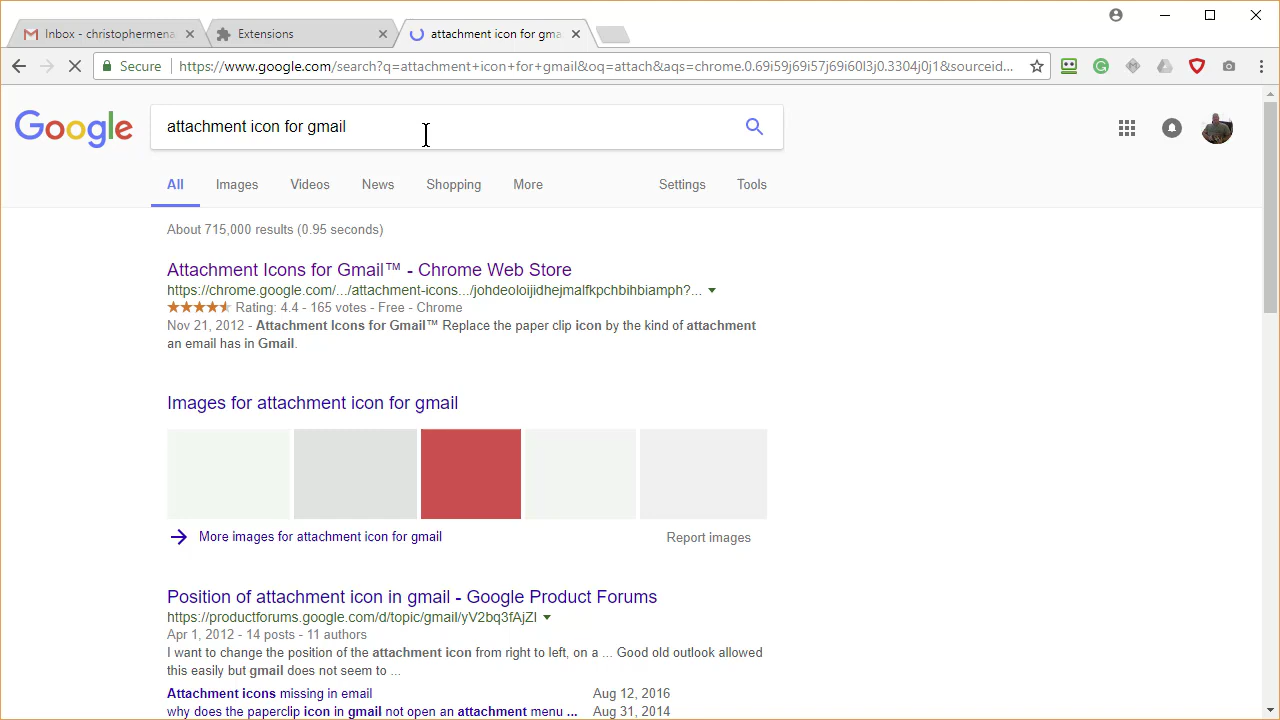 Inbox - christophermena
Extensions
attachment icon for gma
Secure
https://www.google.com/search?q=attachment+icon+for+gmail&oq=attach&aqs=chrome.0.69i59j69i57j69i60l3j0.3304j0j1&sourceid...
Google
attachment icon for gmail
All Images Videos News Shopping More Settings Tools
About 715,000 results (0.95 seconds)
Attachment Icons for Gmail™ - Chrome Web Store
https://chrome.google.com/.../attachment-icons.../johdeoloijidhejmalfkpchbihbiamph?...
Rating: 4.4 - 165 votes - Free - Chrome
Nov 21, 2012 - Attachment Icons for Gmail™ Replace the paper clip icon by the kind of attachment
an email has in Gmail.
Images for attachment icon for gmail
More images for attachment icon for gmail
Report images
Position of attachment icon in gmail - Google Product Forums
https://productforums.google.com/d/topic/gmail/yV2bq3fAjZI
Apr 1, 2012 - 14 posts - 11 authors
I want to change the position of the attachment icon from right to left, on a ... Good old outlook allowed
this easily but gmail does not seem to ...
Attachment icons missing in email Aug 12, 2016
why does the paperclip icon in gmail not open an attachment menu ... Aug 31, 2014